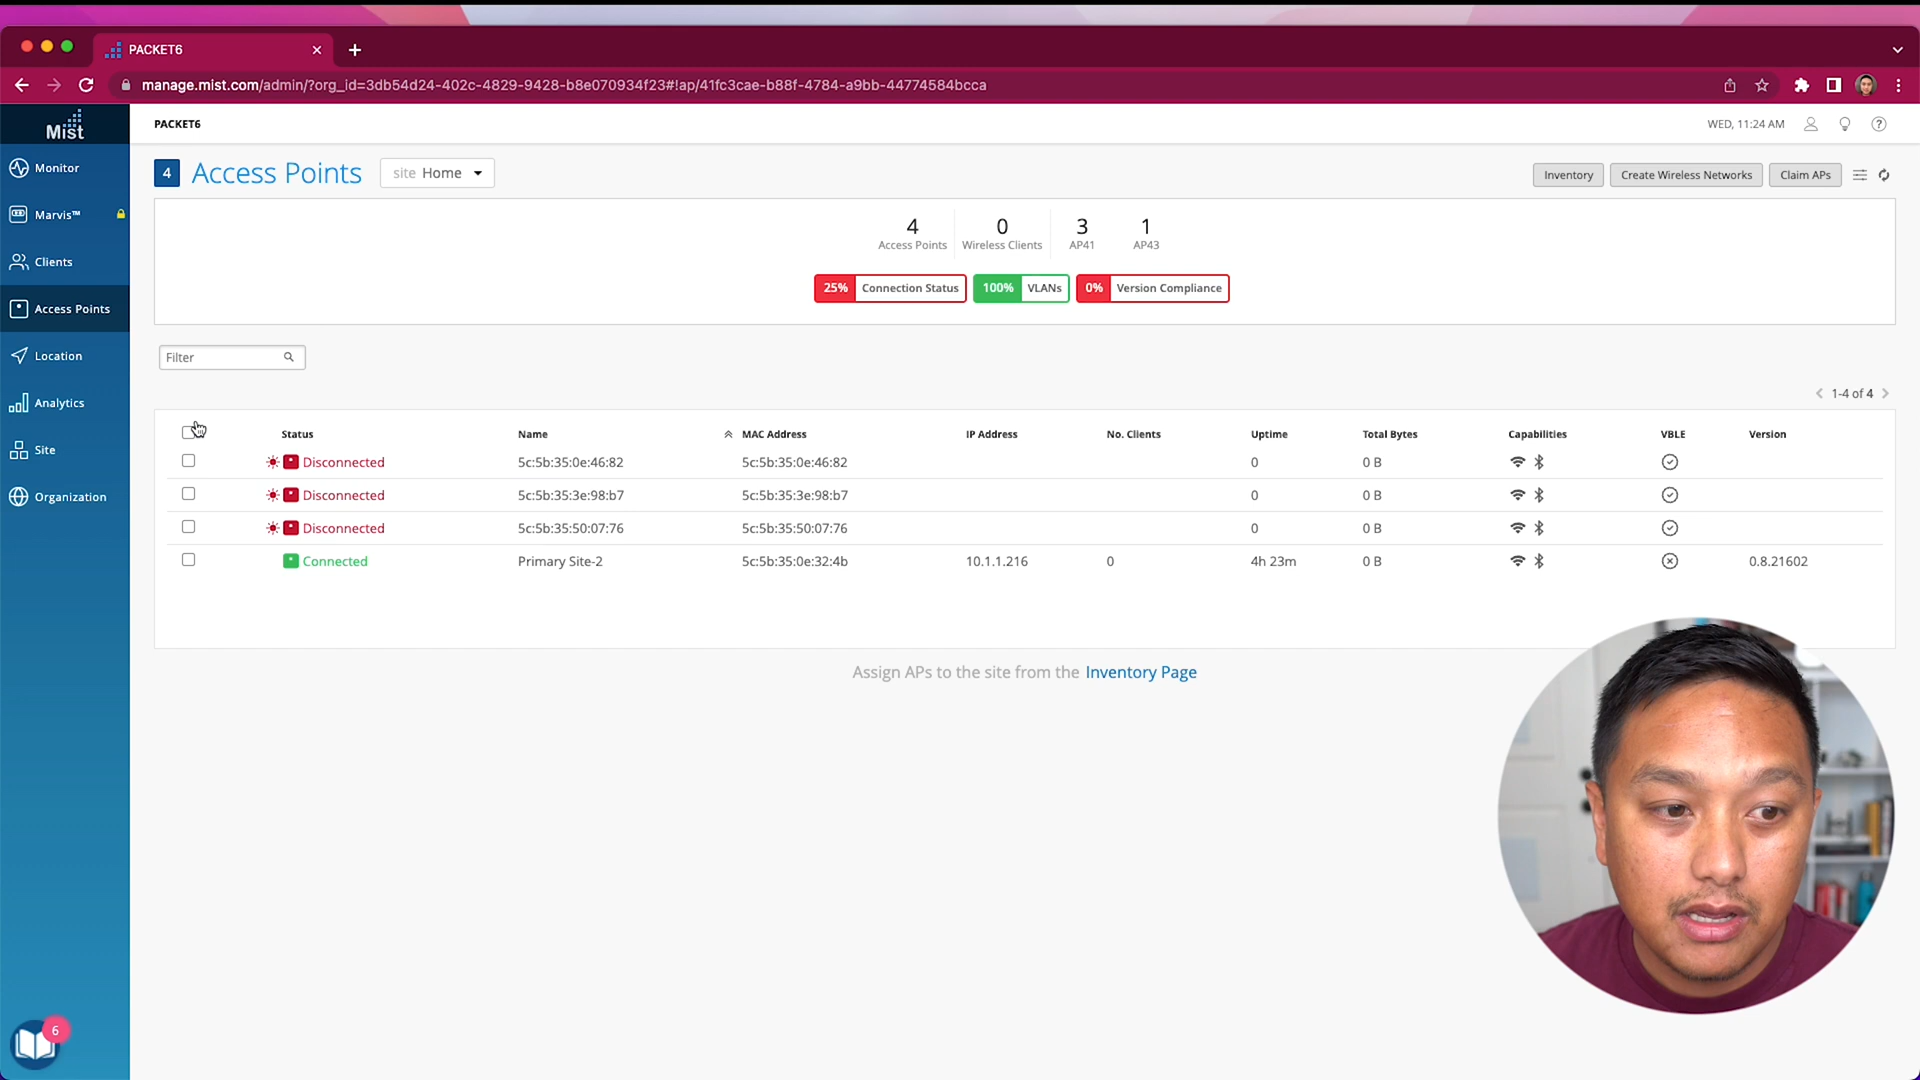 PACKET6
manage.mist.com/admin/?org_id=3db54d24-402c-4829-9428-b8e070934f23#!ap/41fc3cae-b88f-4784-a9bb-44774584bcca
Mist
PACKET6
WED, 11:24 AM
Monitor
Marvis™
Clients
Access Points
Location
Analytics
Site
Organization
6
4 Access Points site Home
Inventory Create Wireless Networks Claim APs
4 0 3 1
Access Points Wireless Clients AP41 AP43
25% Connection Status 100% VLANs 0% Version Compliance
Filter
1-4 of 4
Status Name MAC Address IP Address No. Clients Uptime Total Bytes Capabilities VBLE Version
Disconnected 5c:5b:35:0e:46:82 5c:5b:35:0e:46:82 0 0 B
Disconnected 5c:5b:35:3e:98:b7 5c:5b:35:3e:98:b7 0 0 B
Disconnected 5c:5b:35:50:07:76 5c:5b:35:50:07:76 0 0 B
Connected Primary Site-2 5c:5b:35:0e:32:4b 10.1.1.216 0 4h 23m 0 B 0.8.21602
Assign APs to the site from the Inventory Page